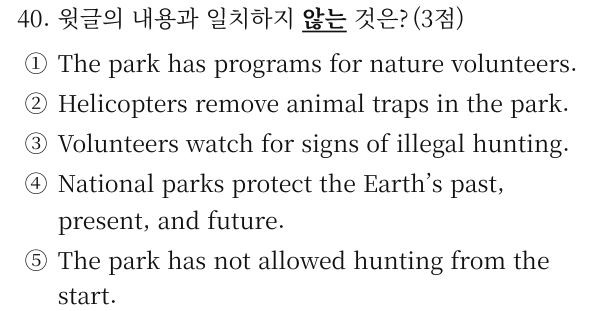 40. 윗글의 내용과 일치하지 않는 것은? (3점)
① The park has programs for nature volunteers.
② Helicopters remove animal traps in the park.
③ Volunteers watch for signs of illegal hunting.
④ National parks protect the Earth’s past,
present, and future.
⑤ The park has not allowed hunting from the
start.